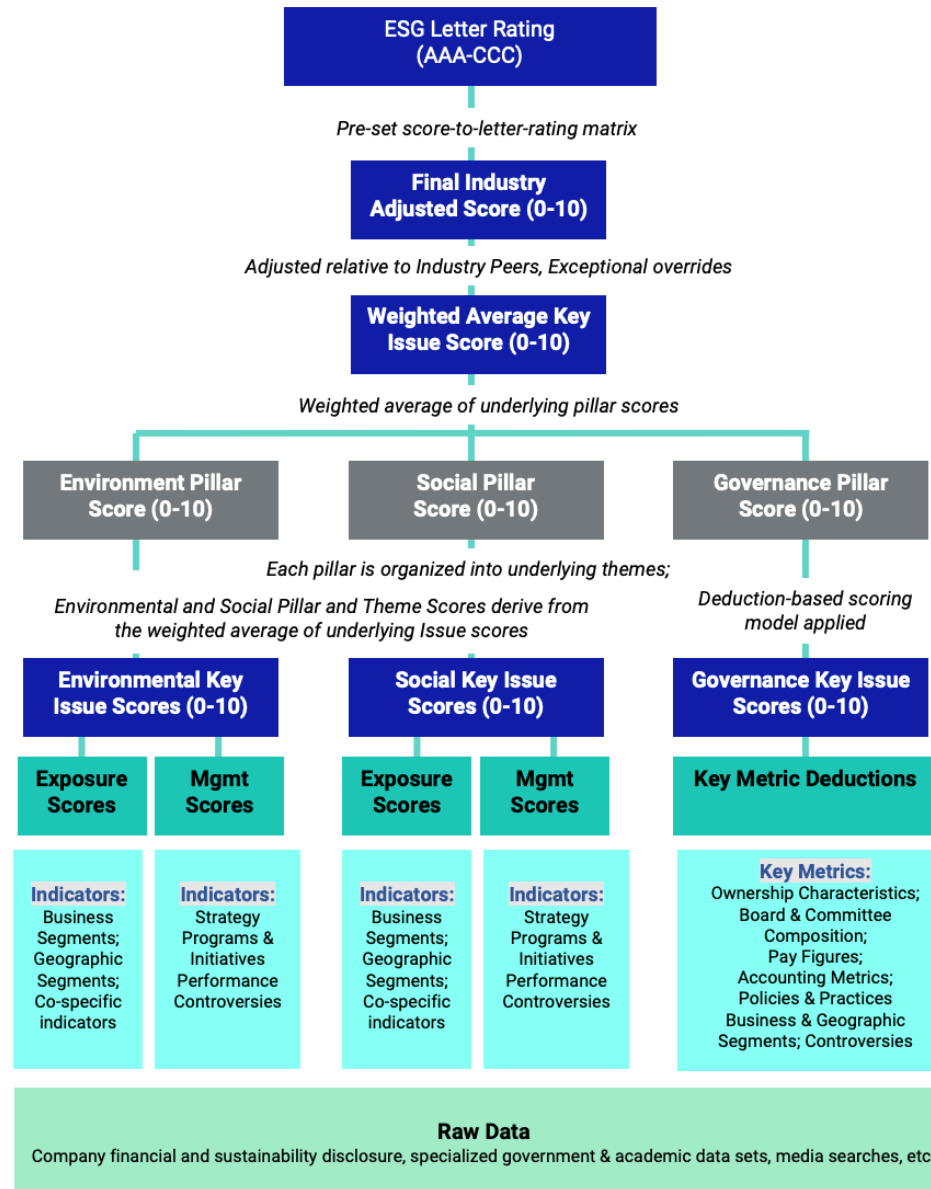 ESG Letter Rating
(AAA-CCC)
Pre-set score-to-letter-rating matrix
Final Industry
Adjusted Score (0-10)
Adjusted relative to Industry Peers, Exceptional overrides
Weighted Average Key
Issue Score (0-10)
Weighted average of underlying pillar scores
Environment Pillar
Score (0-10)
Social Pillar
Score (0-10)
Governance Pillar
Score (0-10)
Each pillar is organized into underlying themes;
Environmental and Social Pillar and Theme Scores derive from
the weighted average of underlying Issue scores
Deduction-based scoring
model applied
Environmental Key
Issue Scores (0-10)
Social Key Issue
Scores (0-10)
Governance Key Issue
Scores (0-10)
Exposure
Scores
Mgmt
Scores
Exposure
Scores
Mgmt
Scores
Key Metric Deductions
Indicators:
Business
Segments;
Geographic
Segments;
Co-specific
indicators
Indicators:
Strategy
Programs &
Initiatives
Performance
Controversies
Indicators:
Business
Segments;
Geographic
Segments;
Co-specific
indicators
Indicators:
Strategy
Programs &
Initiatives
Performance
Controversies
Key Metrics:
Ownership Characteristics;
Board & Committee
Composition;
Pay Figures;
Accounting Metrics;
Policies & Practices
Business & Geographic
Segments; Controversies
Raw Data
Company financial and sustainability disclosure, specialized government & academic data sets, media searches, etc